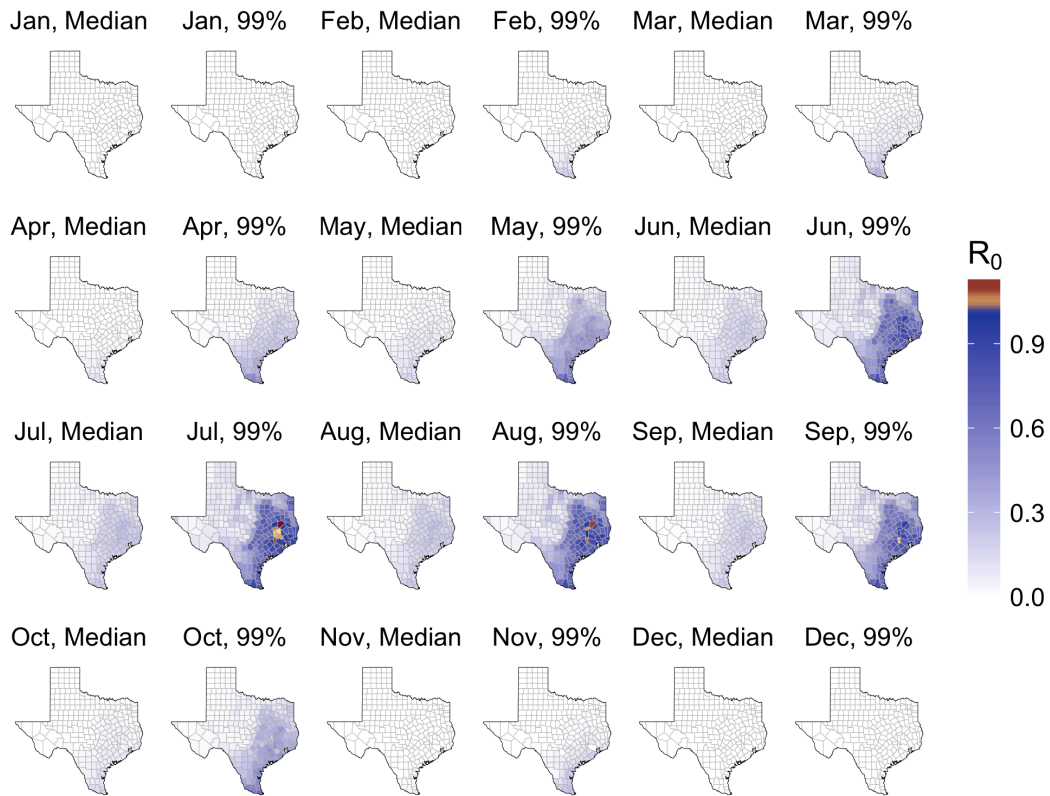 Jan, Median Jan, 99% Feb, Median Feb, 99% Mar, Median Mar, 99%
Apr, Median Apr, 99% May, Median May, 99% Jun, Median Jun, 99%
Jul, Median Jul, 99% Aug, Median Aug, 99% Sep, Median Sep, 99%
Oct, Median Oct, 99% Nov, Median Nov, 99% Dec, Median Dec, 99%
R₀
0.9
0.6
0.3
0.0